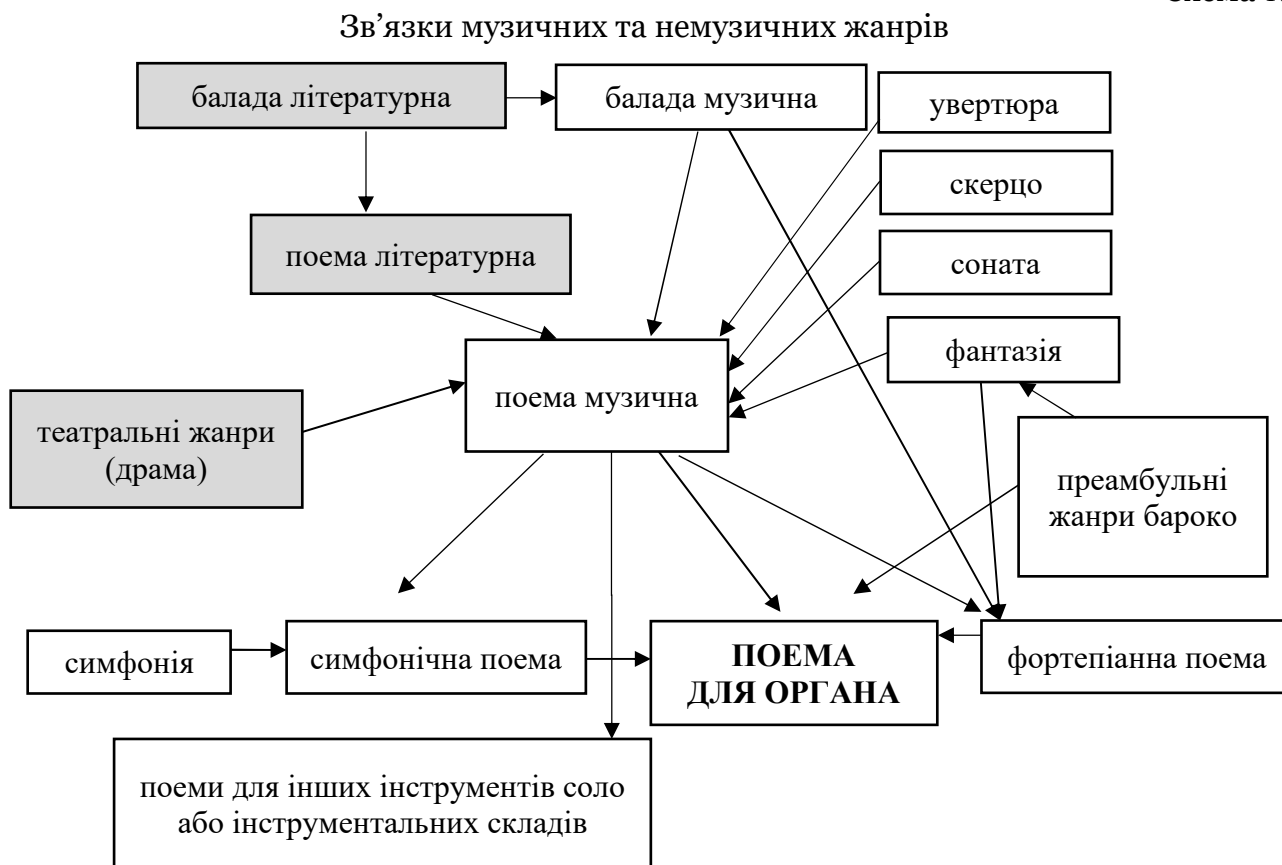 Зв’язки музичних та немузичних жанрів
балада літературна
балада музична
увертюра
скерцо
поема літературна
соната
фантазія
поема музична
театральні жанри
(драма)
преамбульні
жанри бароко
симфонія
симфонічна поема
ПОЕМА
ДЛЯ ОРГАНА
фортепіанна поема
поеми для інших інструментів соло
або інструментальних складів